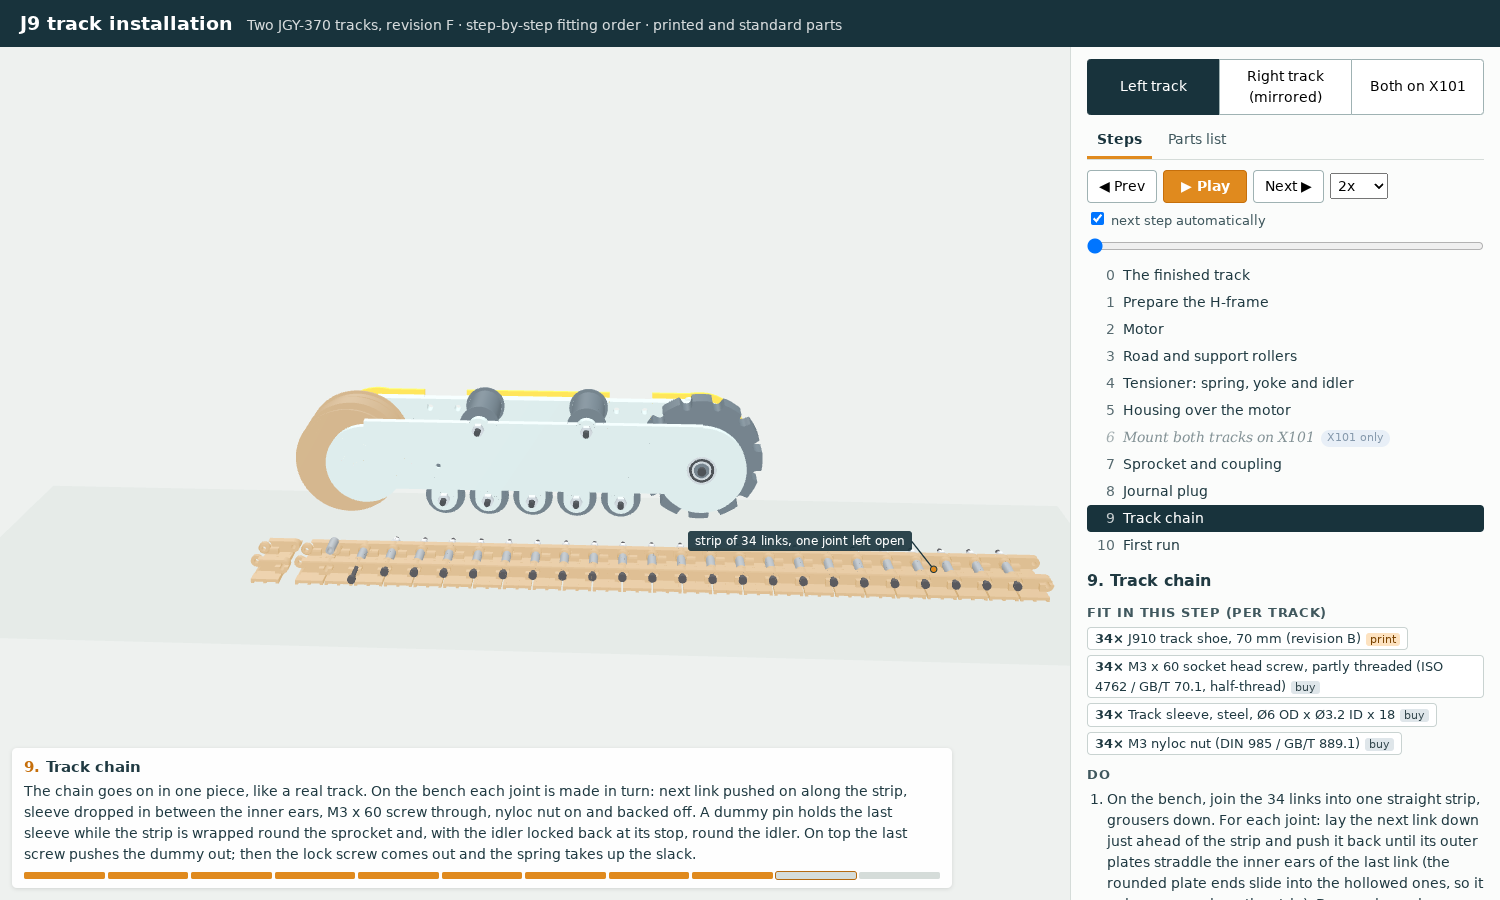 J9 track installation Two JGY-370 tracks, revision F · step-by-step fitting order · printed and standard parts
Left track
Right track
(mirrored)
Both on X101
Steps Parts list
◀ Prev ▶ Play Next ▶ 2x
next step automatically
0 The finished track
1 Prepare the H-frame
2 Motor
3 Road and support rollers
4 Tensioner: spring, yoke and idler
5 Housing over the motor
6 Mount both tracks on X101 X101 only
7 Sprocket and coupling
8 Journal plug
9 Track chain
10 First run
9. Track chain
FIT IN THIS STEP (PER TRACK)
34× J910 track shoe, 70 mm (revision B) print
34× M3 x 60 socket head screw, partly threaded (ISO
4762 / GB/T 70.1, half-thread) buy
34× Track sleeve, steel, Ø6 OD x Ø3.2 ID x 18 buy
34× M3 nyloc nut (DIN 985 / GB/T 889.1) buy
DO
1. On the bench, join the 34 links into one straight strip,
grousers down. For each joint: lay the next link down
just ahead of the strip and push it back until its outer
plates straddle the inner ears of the last link (the
rounded plate ends slide into the hollowed ones, so it
strip of 34 links, one joint left open
9. Track chain
The chain goes on in one piece, like a real track. On the bench each joint is made in turn: next link pushed on along the strip,
sleeve dropped in between the inner ears, M3 x 60 screw through, nyloc nut on and backed off. A dummy pin holds the last
sleeve while the strip is wrapped round the sprocket and, with the idler locked back at its stop, round the idler. On top the last
screw pushes the dummy out; then the lock screw comes out and the spring takes up the slack.